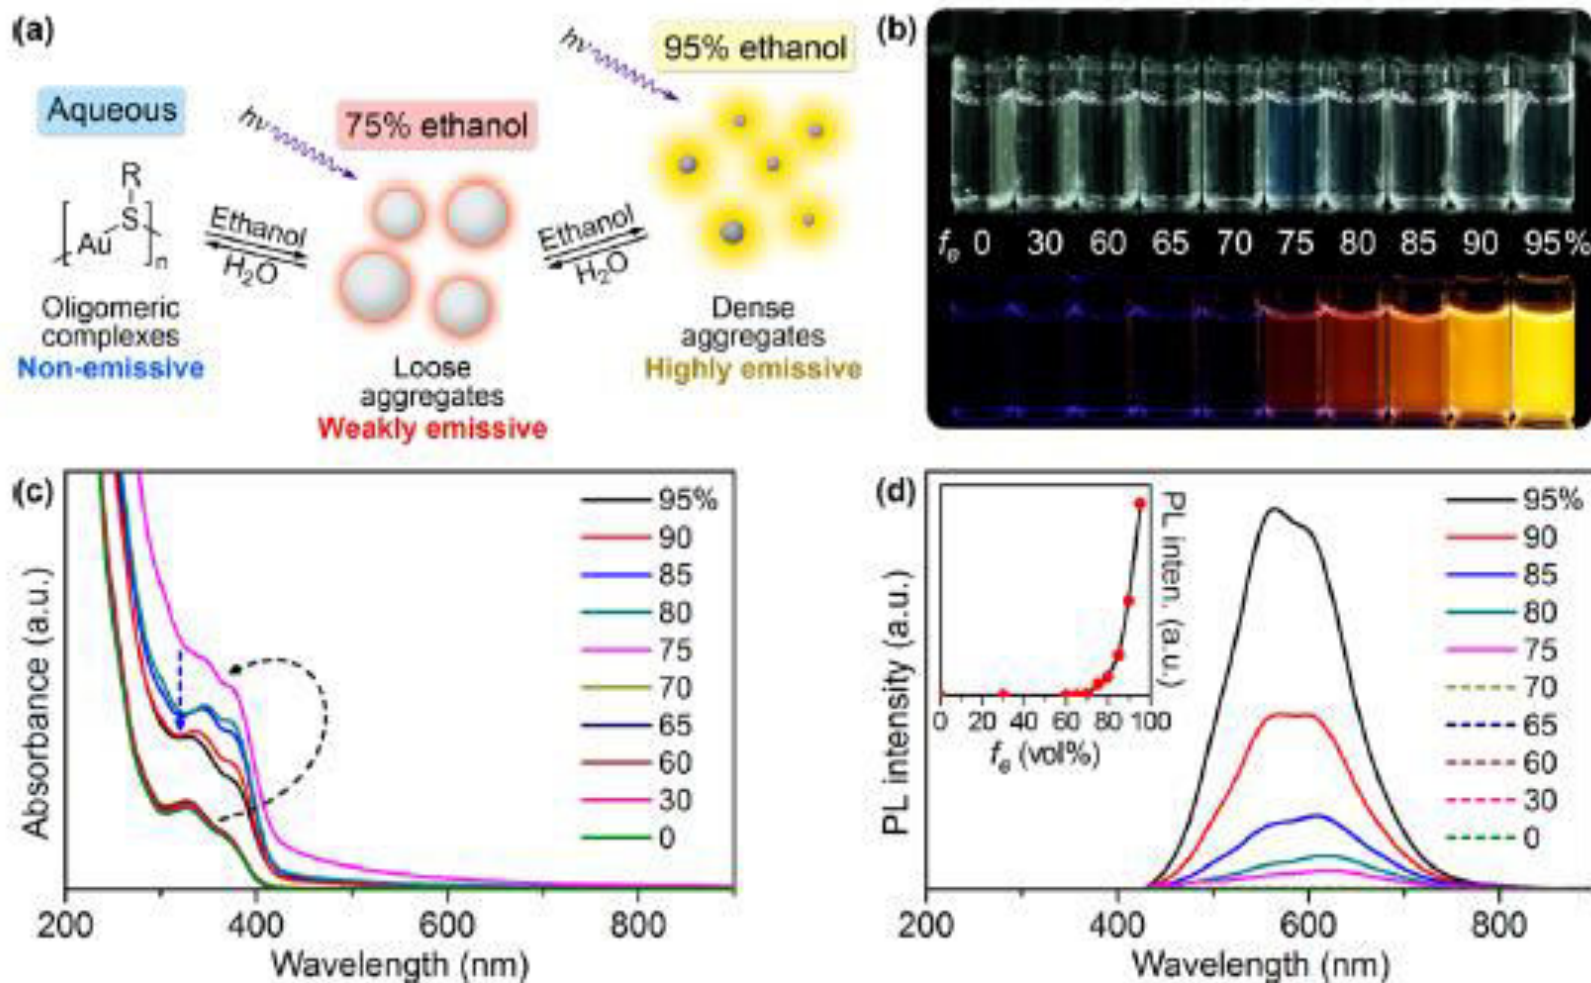 (a)
Aqueous
hν
75% ethanol
hν
95% ethanol
R
S
Au
n
Ethanol
H2O
Ethanol
H2O
Oligomeric
complexes
Non-emissive
Loose
aggregates
Weakly emissive
Dense
aggregates
Highly emissive
(b)
fe 0 30 60 65 70 75 80 85 90 95%
(c)
Absorbance (a.u.)
95%
90
85
80
75
70
65
60
30
0
200 400 600 800
Wavelength (nm)
(d)
PL intensity (a.u.)
PL inten. (a.u.)
0 20 40 60 80 100
fe (vol%)
95%
90
85
80
75
70
65
60
30
0
200 400 600 800
Wavelength (nm)